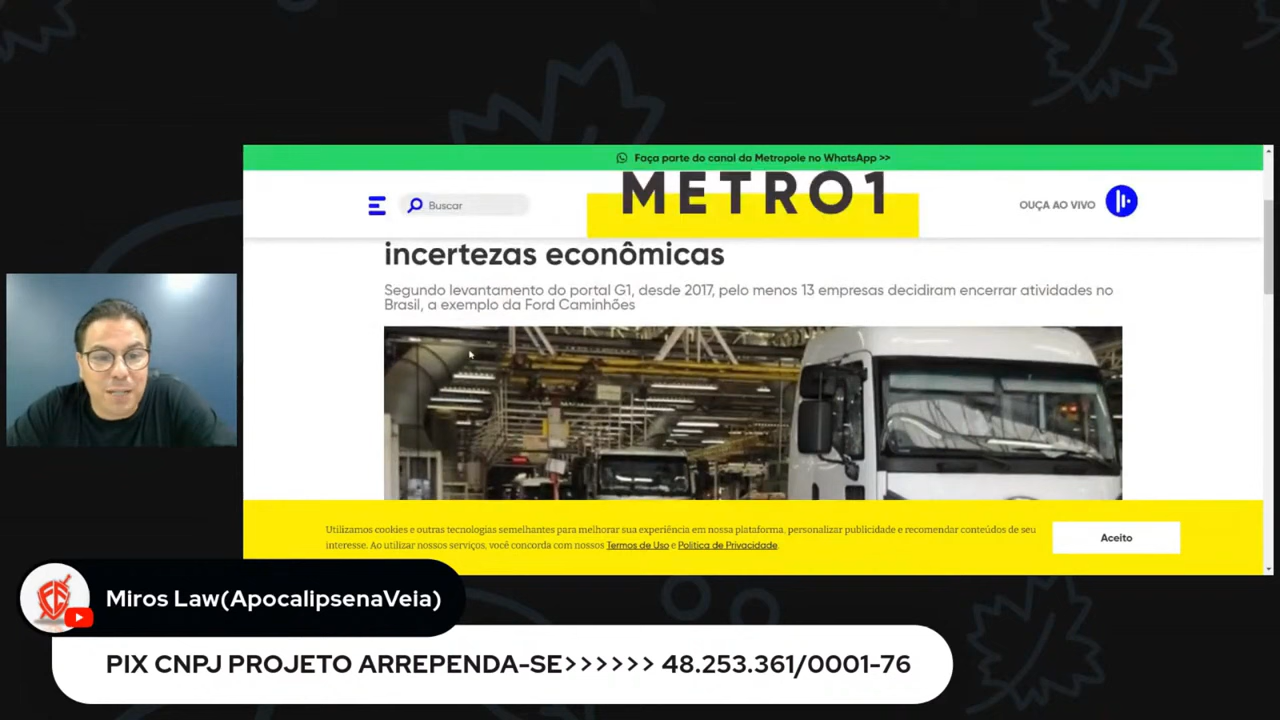 Faça parte do canal da Metropole no WhatsApp >>
Buscar
METRO1
OUÇA AO VIVO
incertezas econômicas
Segundo levantamento do portal G1, desde 2017, pelo menos 13 empresas decidiram encerrar atividades no
Brasil, a exemplo da Ford Caminhões
Utilizamos cookies e outras tecnologias semelhantes para melhorar sua experiência em nossa plataforma, personalizar publicidade e recomendar conteúdos de seu
interesse. Ao utilizar nossos serviços, você concorda com nossos Termos de Uso e Politica de Privacidade.
Aceito
Miros Law(ApocalipsenaVeia)
PIX CNPJ PROJETO ARREPENDA-SE>>>>>> 48.253.361/0001-76